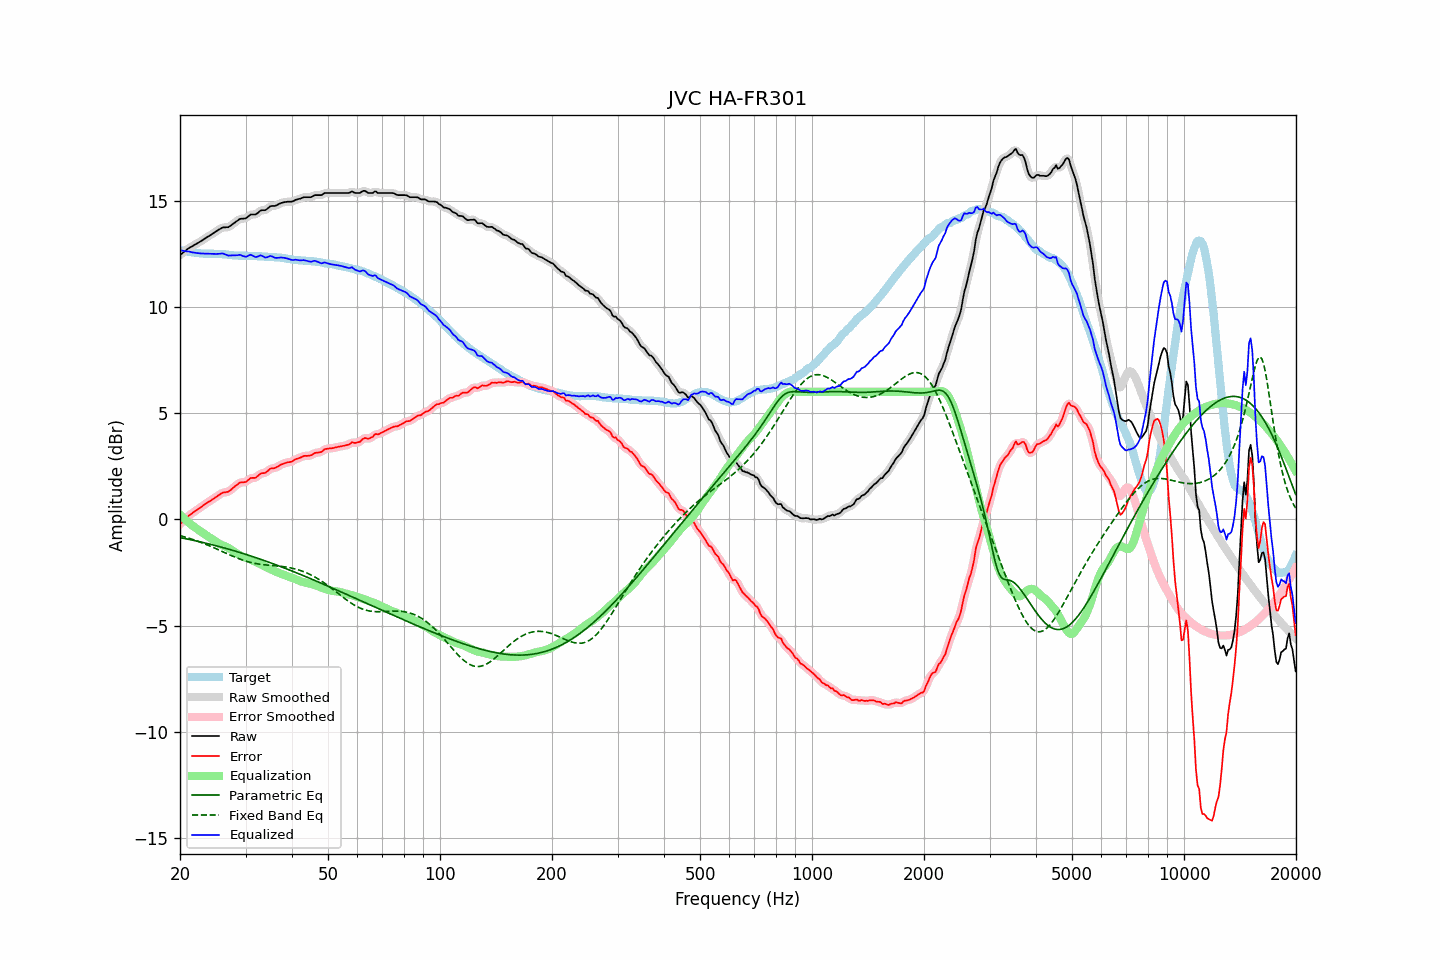 JVC HA-FR301
Amplitude (dBr)
15
10
5
0
−5
−10
−15
Target
Raw Smoothed
Error Smoothed
Raw
Error
Equalization
Parametric Eq
Fixed Band Eq
Equalized
20 50 100 200 500 1000 2000 5000 10000 20000
Frequency (Hz)